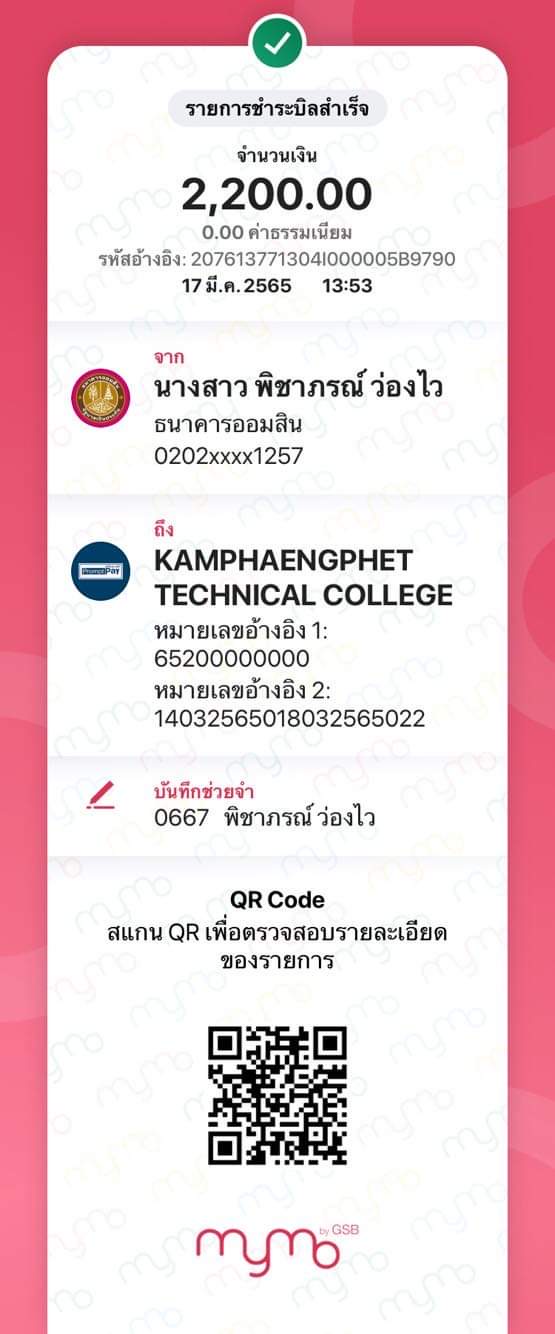 รายการชำระบิลสำเร็จ
จำนวนเงิน
2,200.00
0.00 ค่าธรรมเนียม
รหัสอ้างอิง: 207613771304I000005B9790
17 มี.ค. 2565 13:53
จาก
นางสาว พิชาภรณ์ ว่องไว
ธนาคารออมสิน
0202xxxx1257
ถึง
PromptPay
KAMPHAENGPHET
TECHNICAL COLLEGE
หมายเลขอ้างอิง 1:
65200000000
หมายเลขอ้างอิง 2:
14032565018032565022
บันทึกช่วยจำ
0667 พิชาภรณ์ ว่องไว
QR Code
สแกน QR เพื่อตรวจสอบรายละเอียด
ของรายการ
mymo by GSB